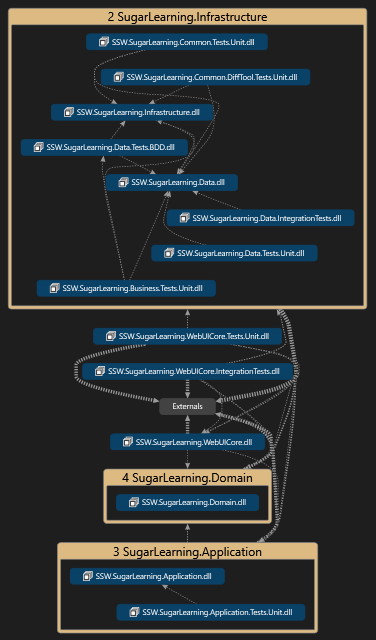 2 SugarLearning.Infrastructure
SSW.SugarLearning.Common.Tests.Unit.dll
SSW.SugarLearning.Common.DiffTool.Tests.Unit.dll
SSW.SugarLearning.Infrastructure.dll
SSW.SugarLearning.Data.Tests.BDD.dll
SSW.SugarLearning.Data.dll
SSW.SugarLearning.Data.IntegrationTests.dll
SSW.SugarLearning.Data.Tests.Unit.dll
SSW.SugarLearning.Business.Tests.Unit.dll
SSW.SugarLearning.WebUICore.Tests.Unit.dll
SSW.SugarLearning.WebUICore.IntegrationTests.dll
Externals
SSW.SugarLearning.WebUICore.dll
4 SugarLearning.Domain
SSW.SugarLearning.Domain.dll
3 SugarLearning.Application
SSW.SugarLearning.Application.dll
SSW.SugarLearning.Application.Tests.Unit.dll